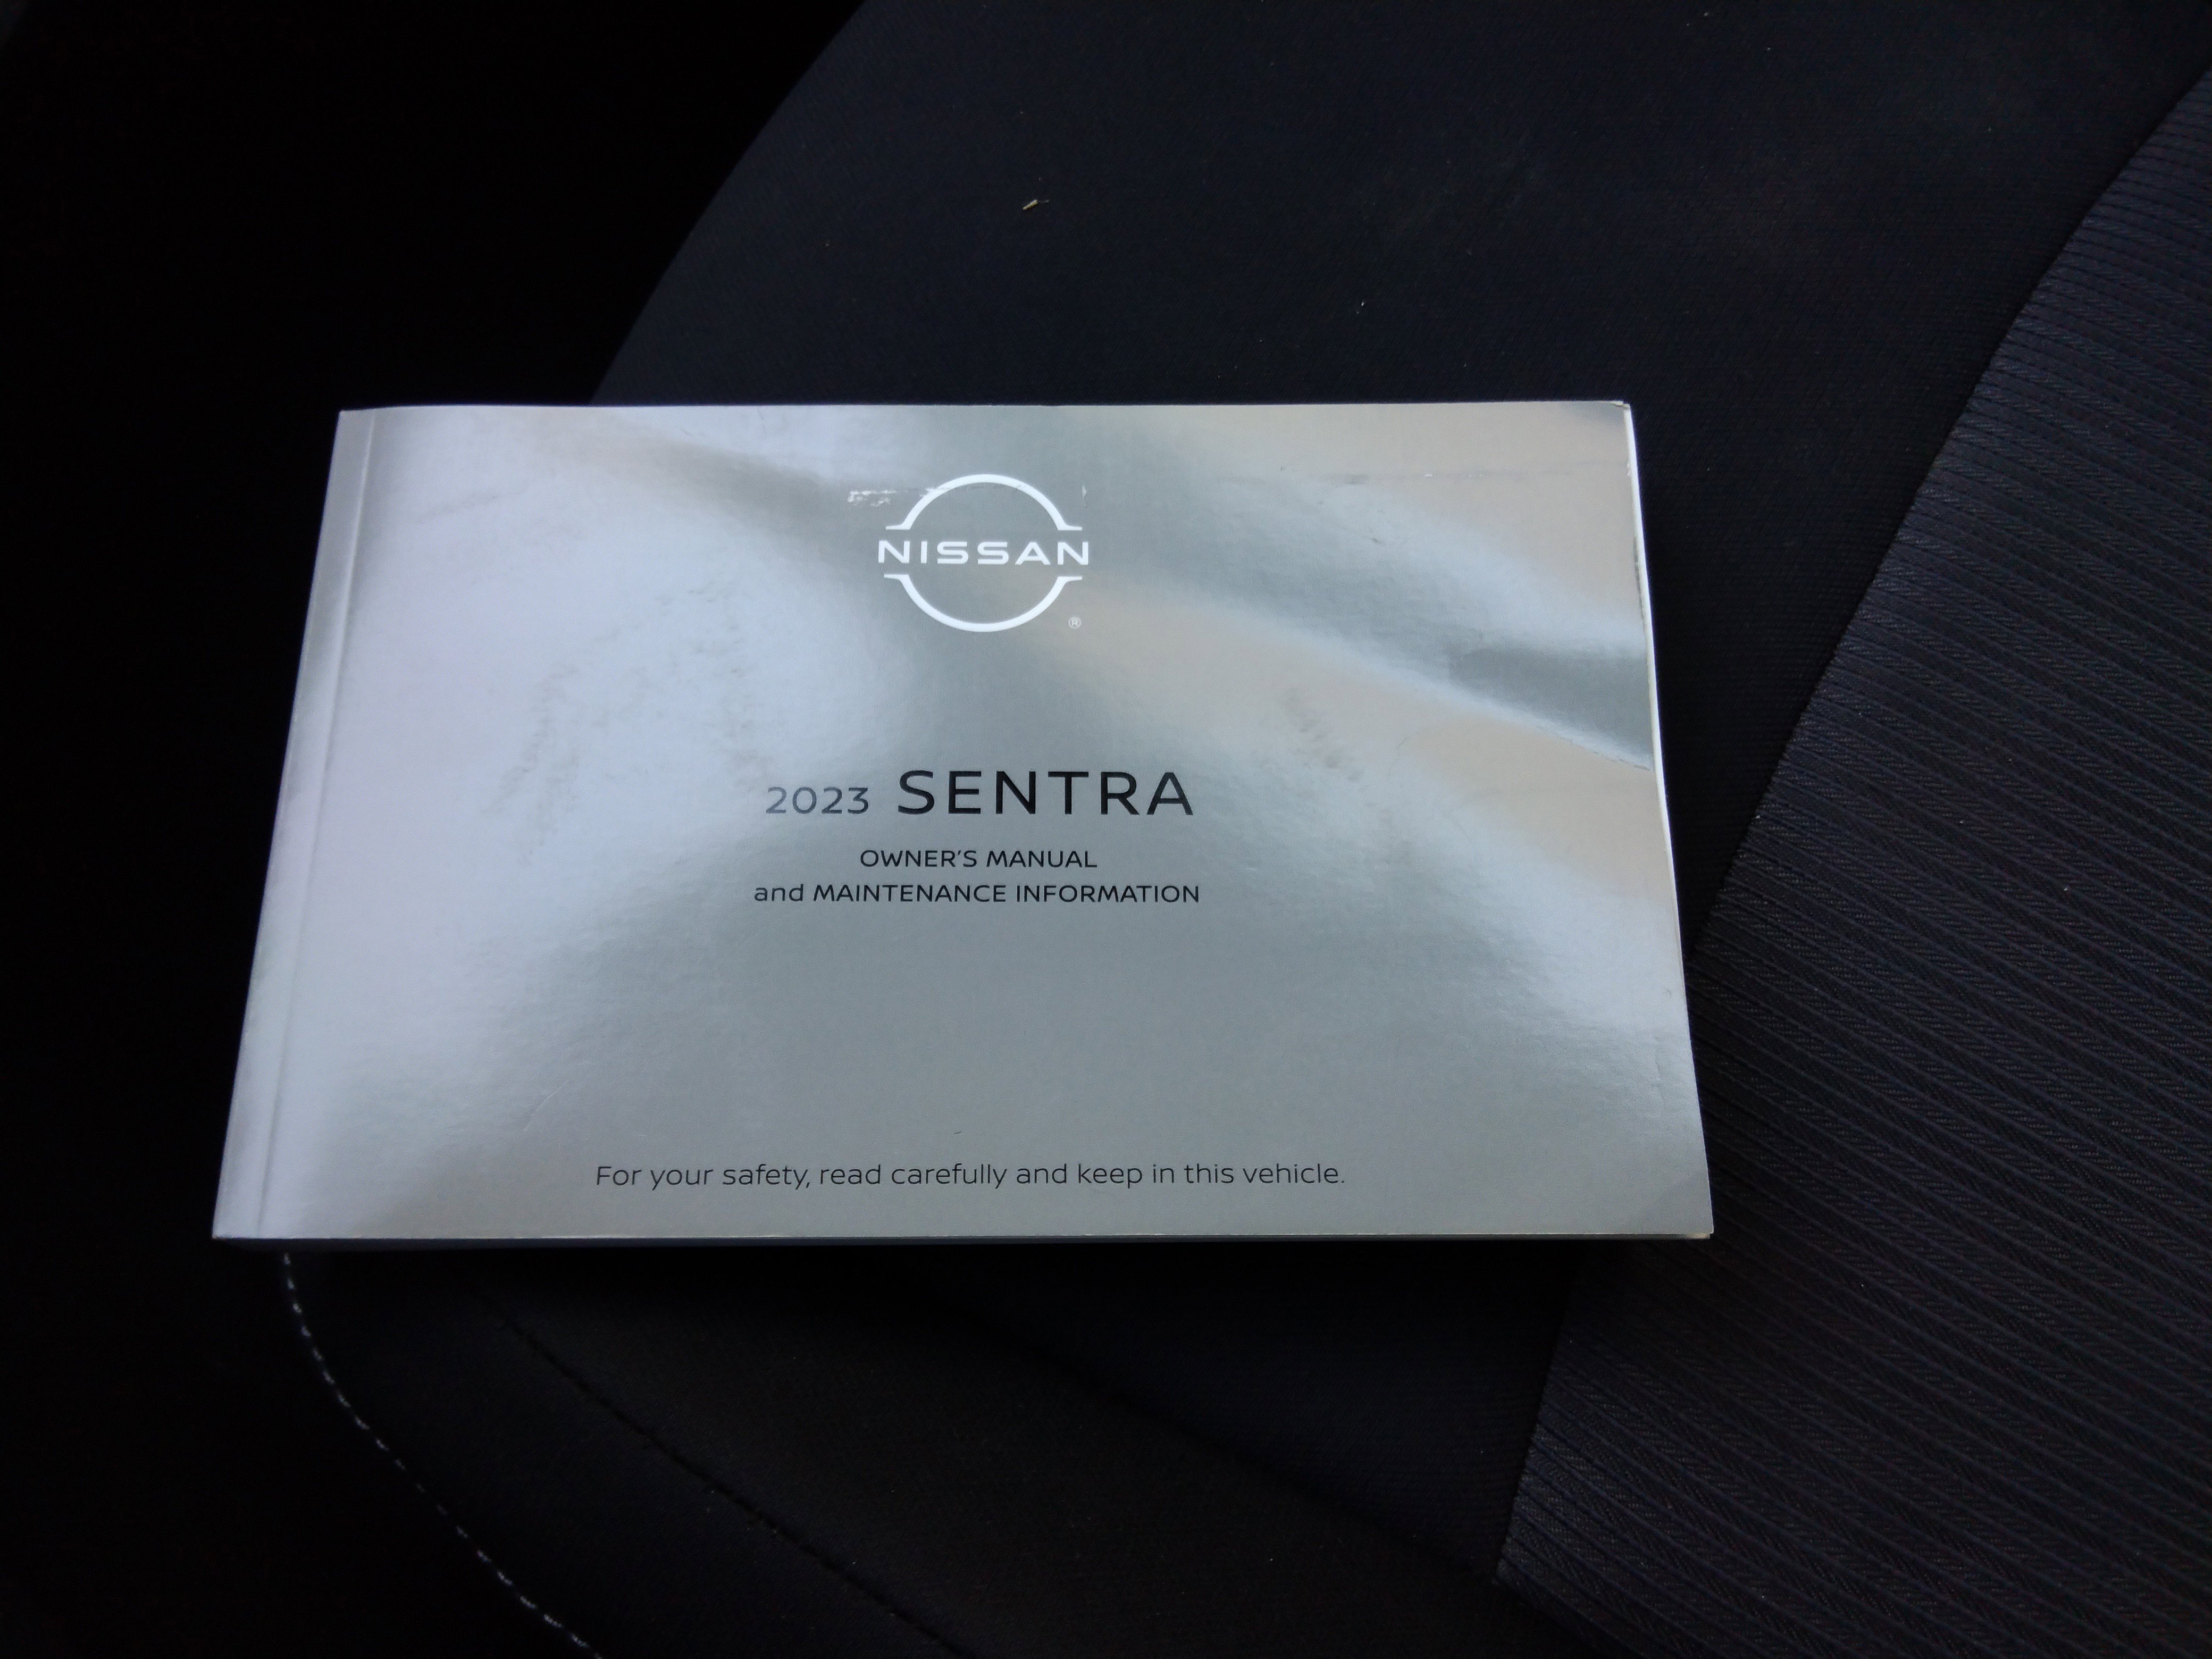 NISSAN
®
2023 SENTRA
OWNER'S MANUAL
and MAINTENANCE INFORMATION
For your safety, read carefully and keep in this vehicle.